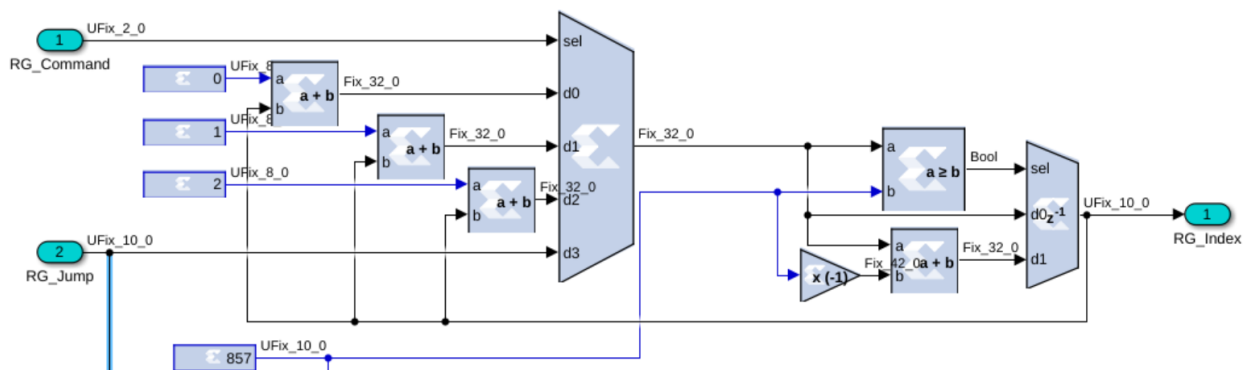 UFix_2_0
1
RG_Command
sel
0
UFix_8
a
a + b
Fix_32_0
b
d0
1
UFix_8
a
a + b
Fix_32_0
b
d1
Fix_32_0
a
a ≥ b
Bool
b
sel
2
UFix_8_0
a
a + b
Fix_32_0
b
d2
UFix_10_0
2
RG_Jump
d3
d0
z-1
UFix_10_0
1
RG_Index
x (-1)
Fix_42_0
a
a + b
b
Fix_32_0
d1
857
UFix_10_0